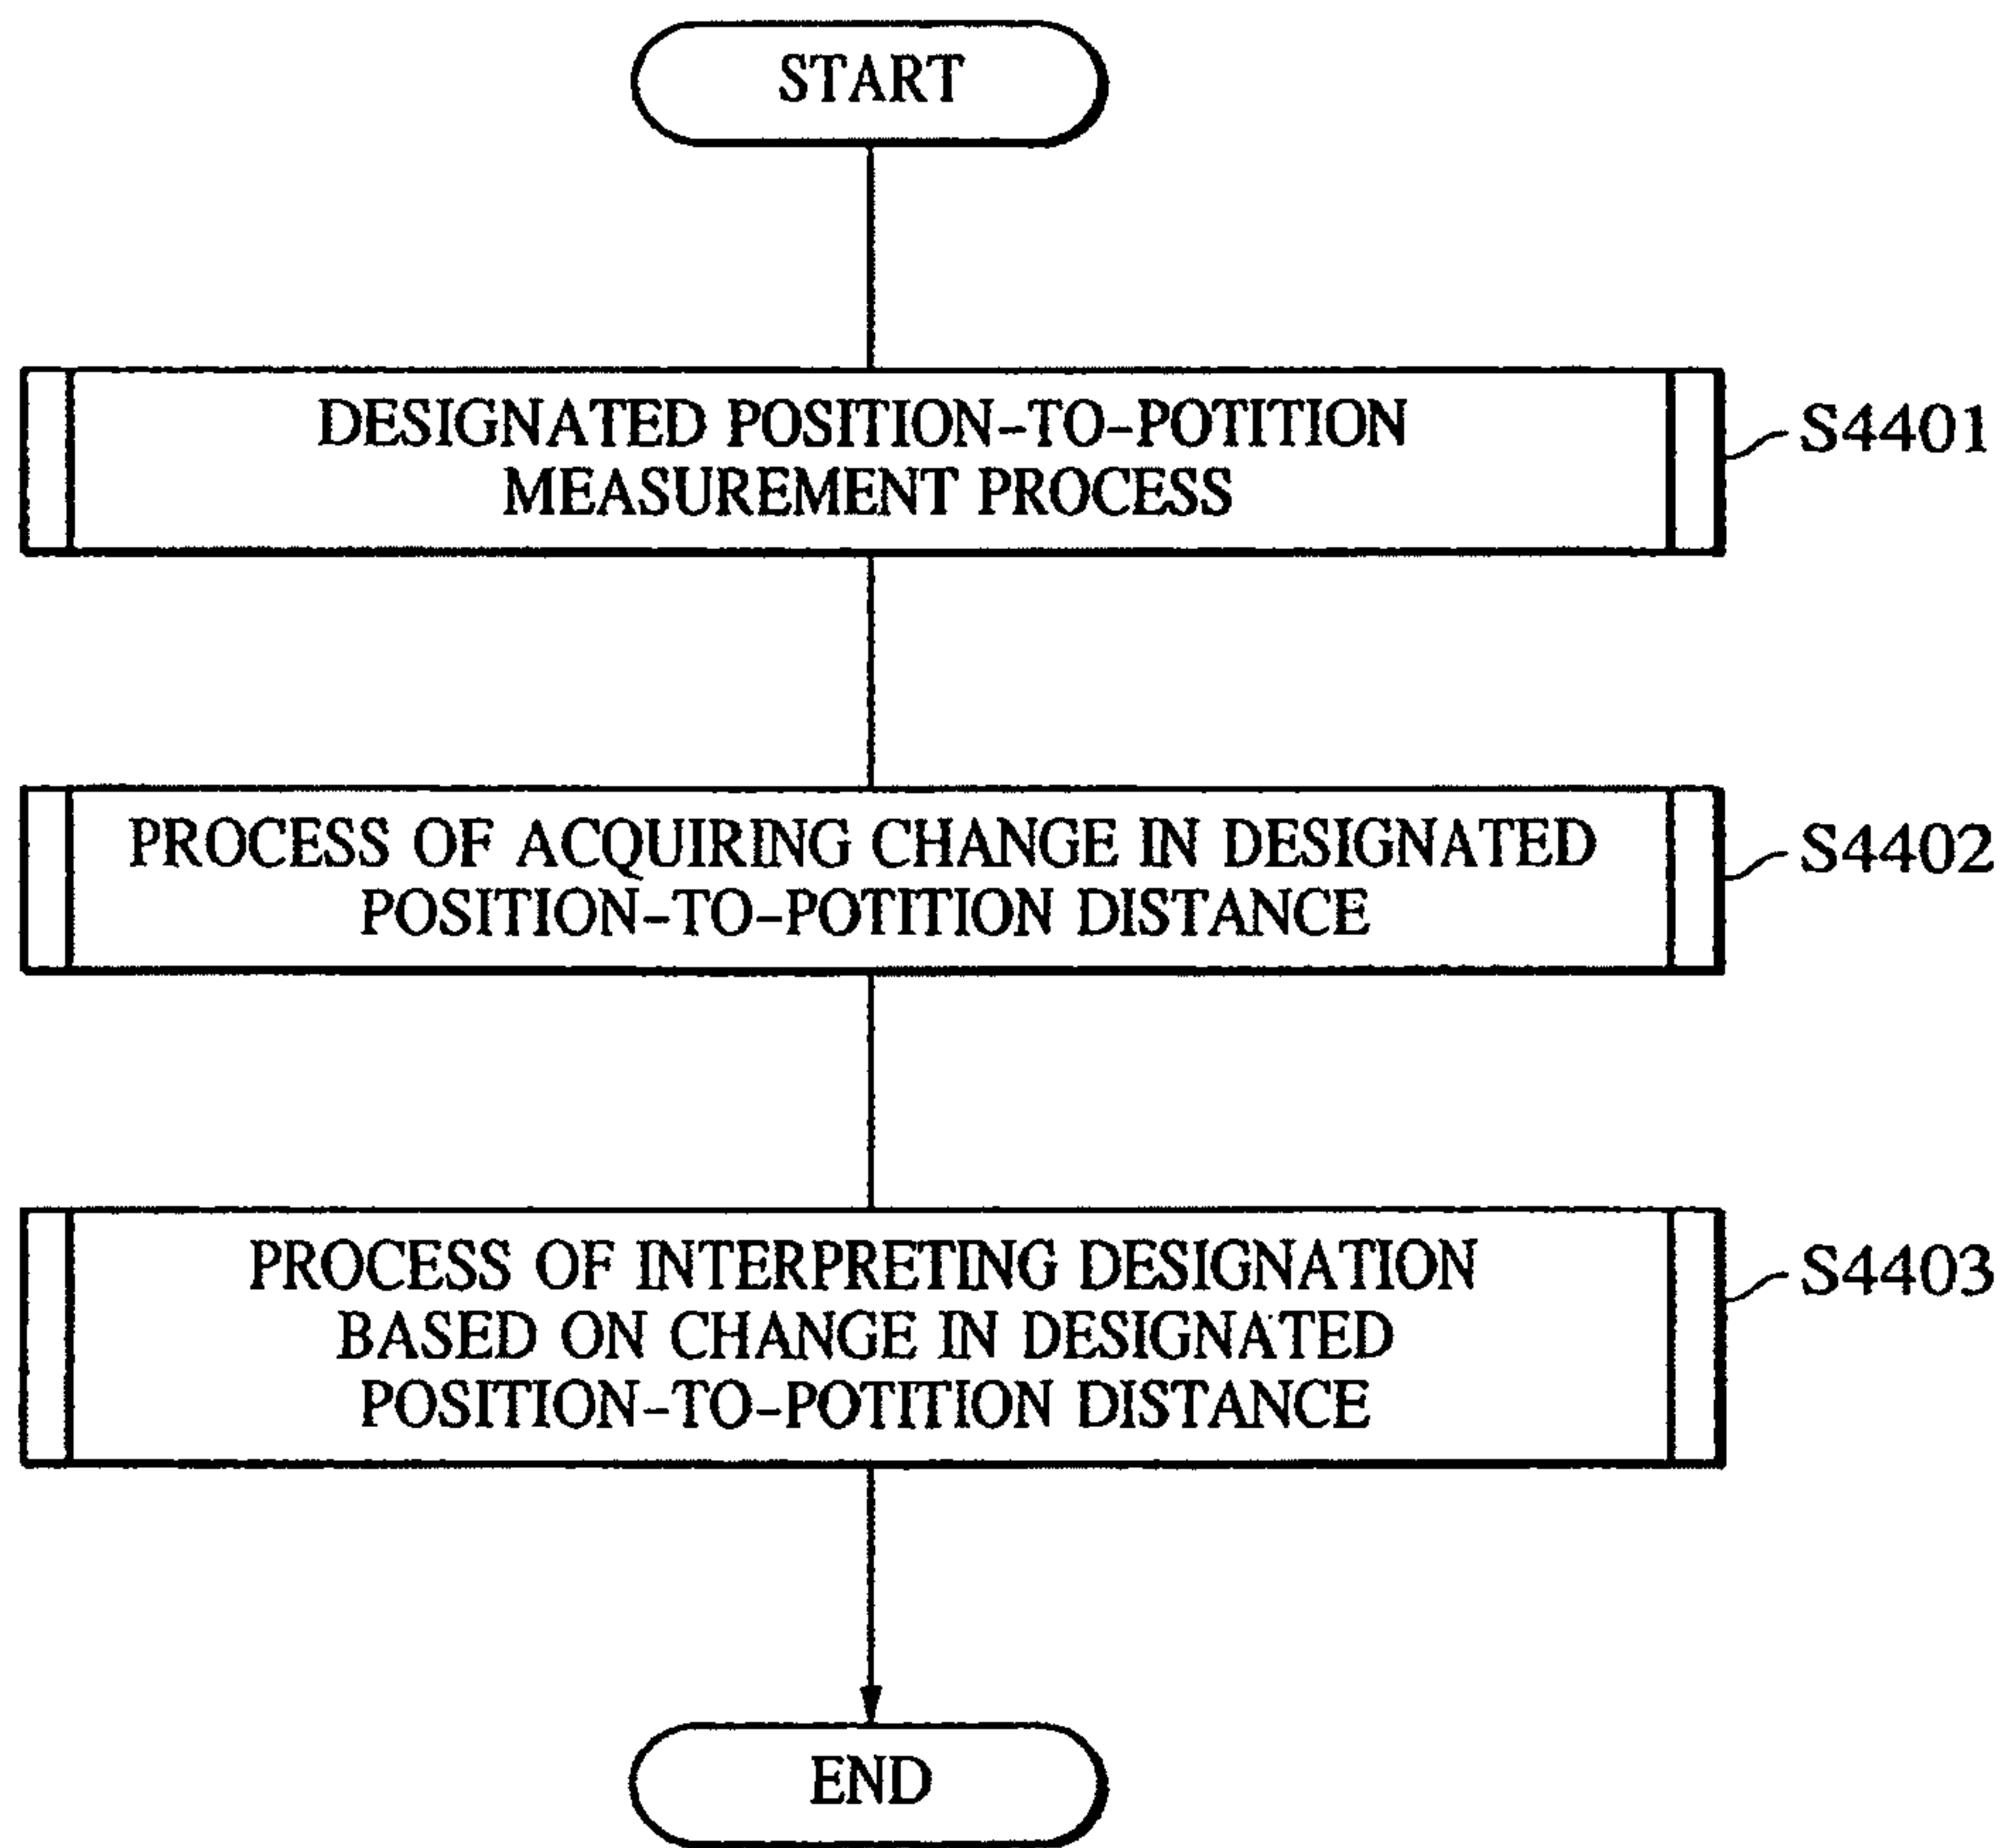 START
DESIGNATED POSITION-TO-POTITION
MEASUREMENT PROCESS
S4401
PROCESS OF ACQUIRING CHANGE IN DESIGNATED
POSITION-TO-POTITION DISTANCE
S4402
PROCESS OF INTERPRETING DESIGNATION
BASED ON CHANGE IN DESIGNATED
POSITION-TO-POTITION DISTANCE
S4403
END